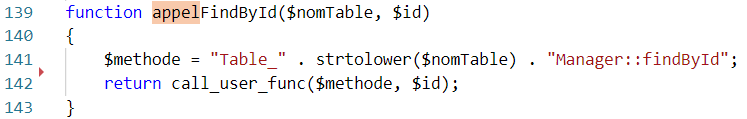 139 function appelFindById($nomTable, $id)
140 {
141     $methode = "Table_" . strtolower($nomTable) . "Manager::findById";
142     return call_user_func($methode, $id);
143 }